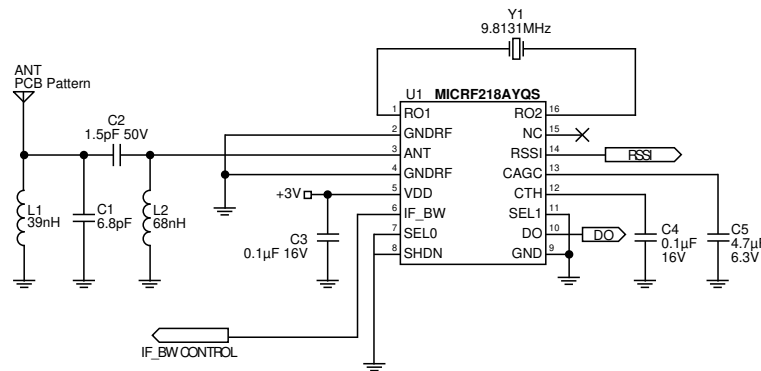 Y1
9.8131MHz
ANT
PCB Pattern
U1 MICRF218AYQS
C2
1.5pF 50V
1 RO1
RO2 16
2 GNDRF
NC 15
3 ANT
RSSI 14
RSSI
4 GNDRF
CAGC 13
+3V
5 VDD
CTH 12
6 IF_BW
SEL1 11
7 SEL0
DO 10
DO
8 SHDN
GND 9
L1
39nH
C1
6.8pF
L2
68nH
C3
0.1µF 16V
C4
0.1µF
16V
C5
4.7µF
6.3V
IF_BW CONTROL